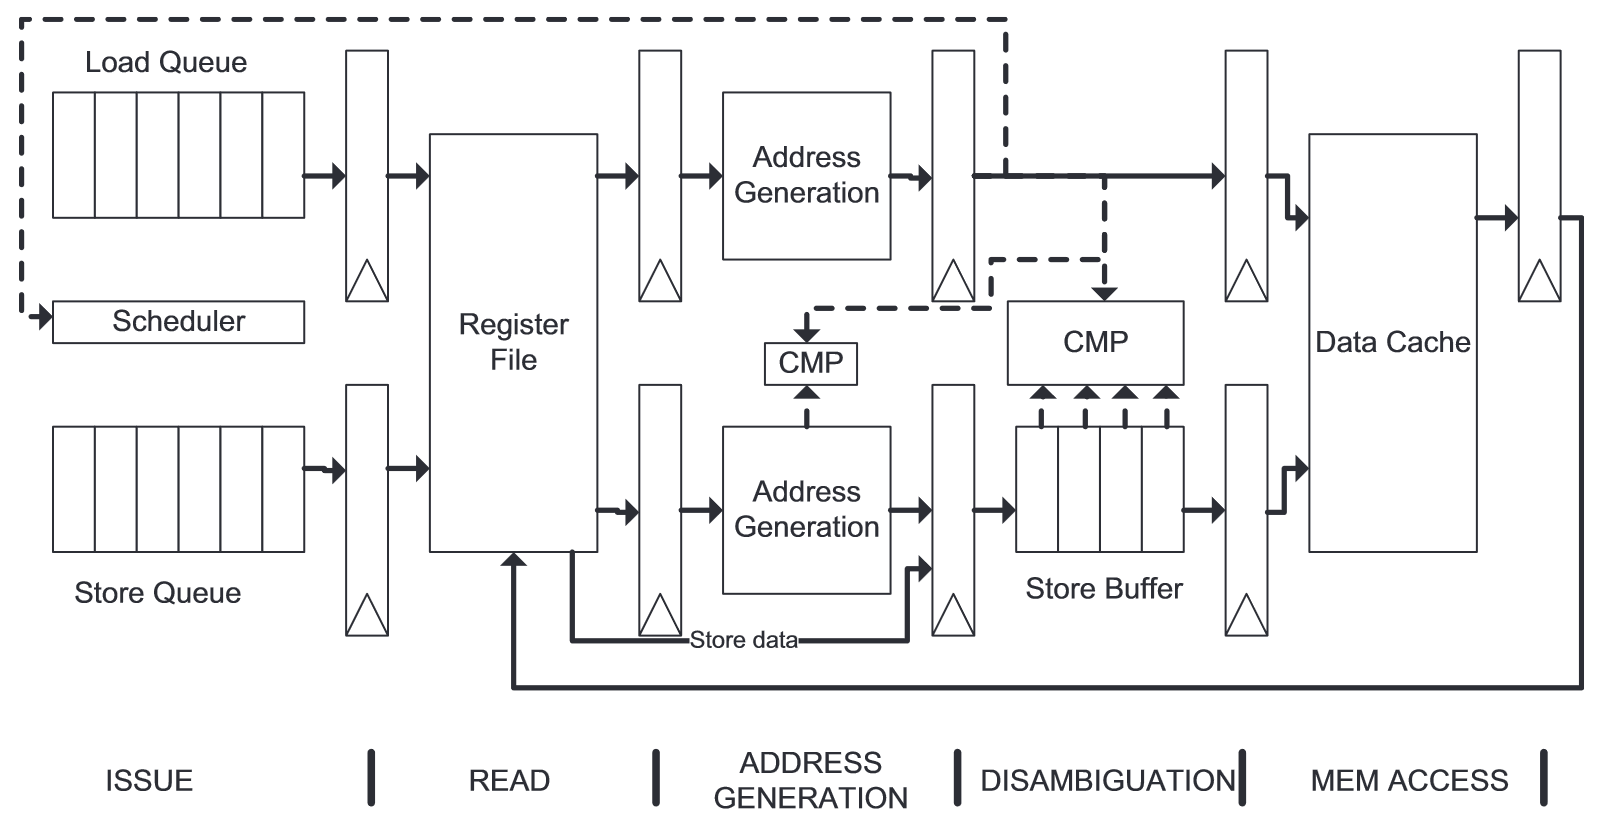 Load Queue
Address
Generation
Scheduler
Register
File
CMP
CMP
Data Cache
Address
Generation
Store Queue
Store Buffer
Store data
ISSUE
READ
ADDRESS
GENERATION
DISAMBIGUATION
MEM ACCESS